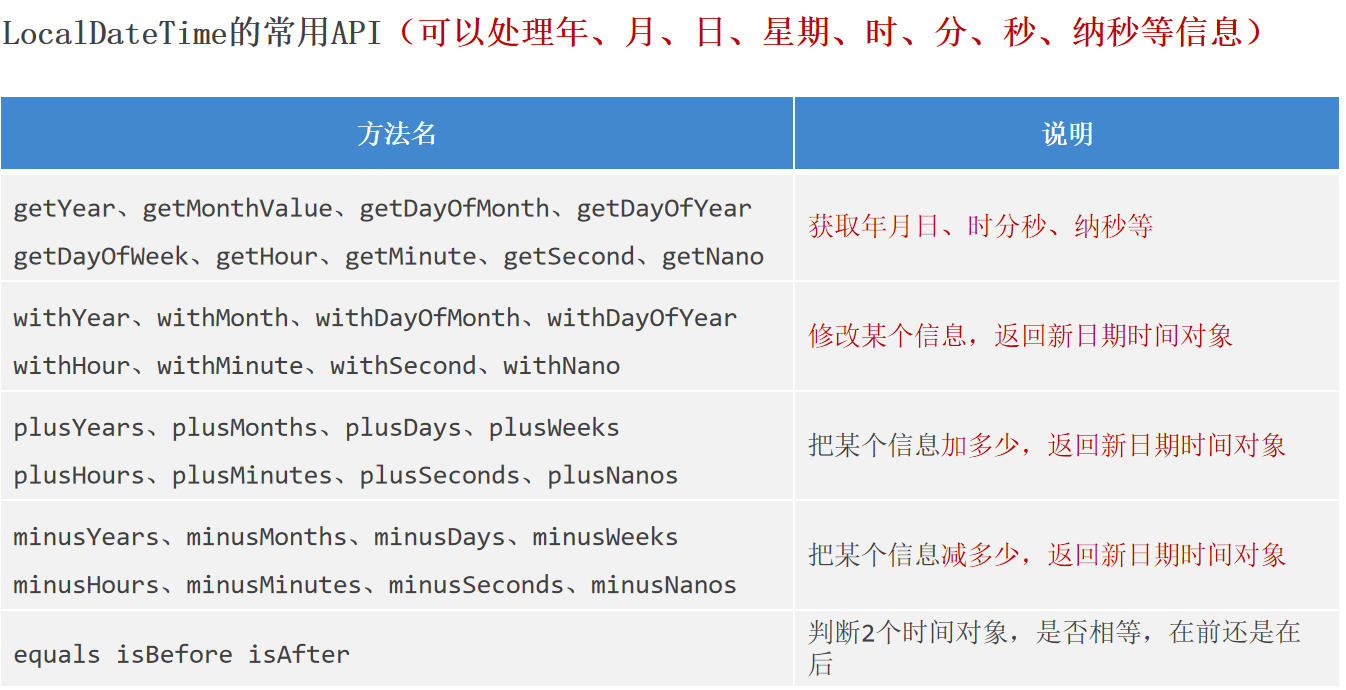 LocalDateTime的常用API（可以处理年、月、日、星期、时、分、秒、纳秒等信息）
方法名
说明
getYear、getMonthValue、getDayOfMonth、getDayOfYear
getDayOfWeek、getHour、getMinute、getSecond、getNano
获取年月日、时分秒、纳秒等
withYear、withMonth、withDayOfMonth、withDayOfYear
withHour、withMinute、withSecond、withNano
修改某个信息，返回新日期时间对象
plusYears、plusMonths、plusDays、plusWeeks
plusHours、plusMinutes、plusSeconds、plusNanos
把某个信息加多少，返回新日期时间对象
minusYears、minusMonths、minusDays、minusWeeks
minusHours、minusMinutes、minusSeconds、minusNanos
把某个信息减多少，返回新日期时间对象
equals isBefore isAfter
判断2个时间对象，是否相等，在前还是在
后